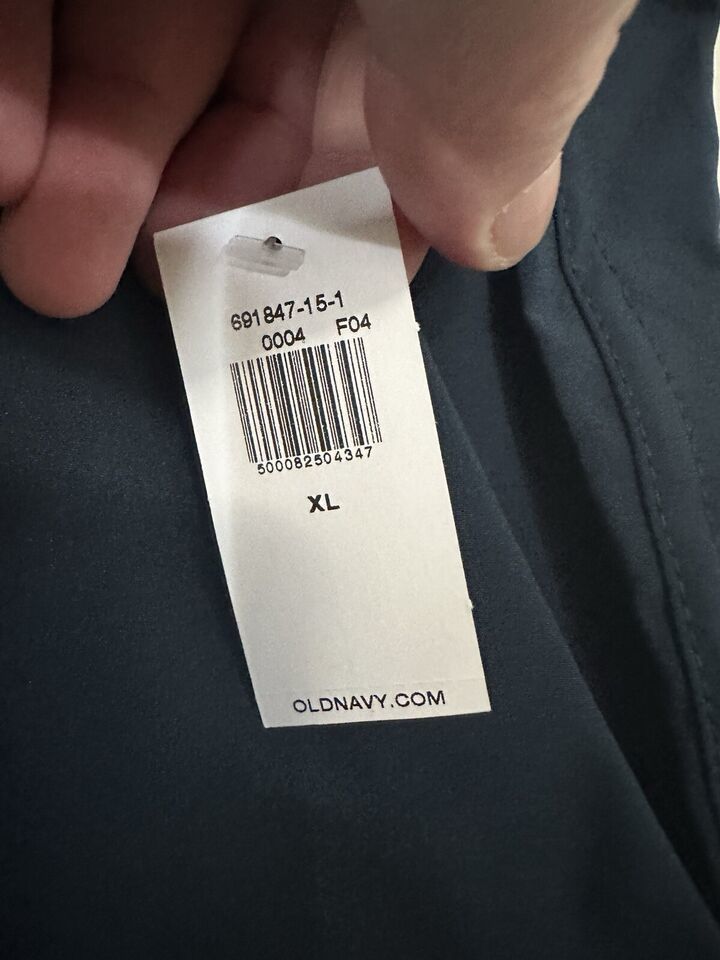 691847-15-1
0004 F04
500082504347
XL
OLDNAVY.COM